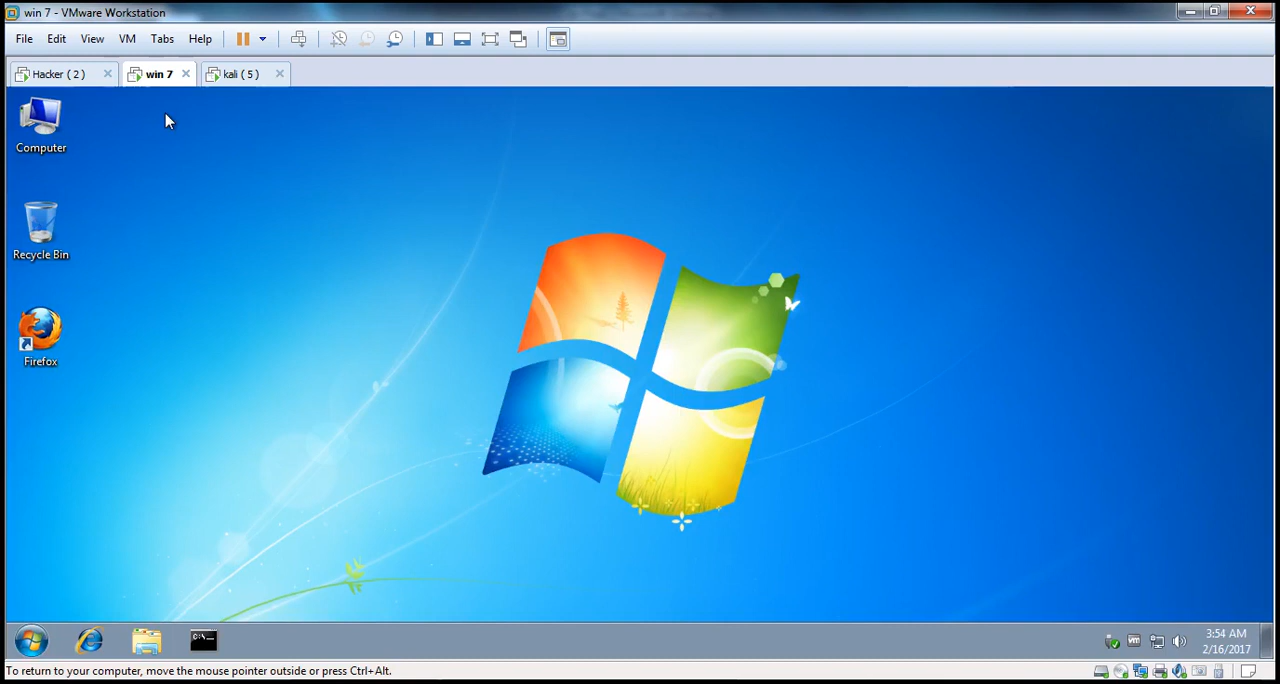 win 7 - VMware Workstation
File Edit View VM Tabs Help
Hacker ( 2 ) win 7 kali ( 5 )
Computer
Recycle Bin
Firefox
C:\_
3:54 AM
2/16/2017
To return to your computer, move the mouse pointer outside or press Ctrl+Alt.